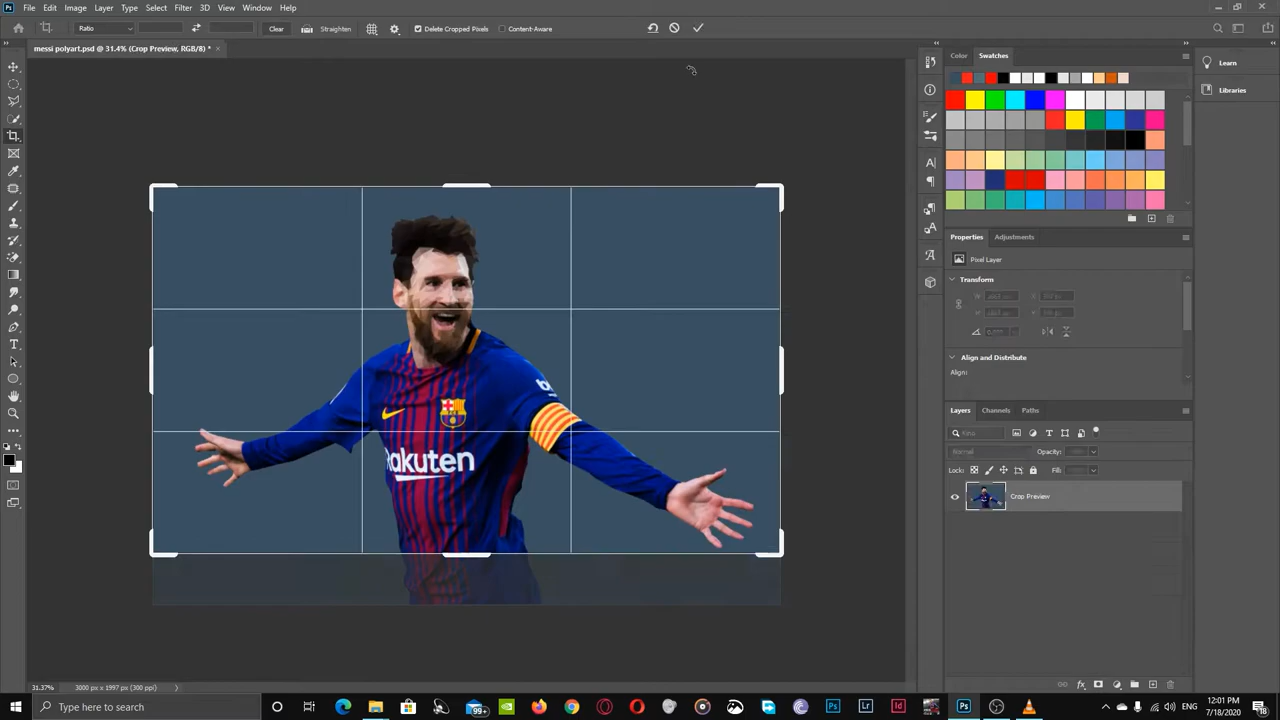 File Edit Image Layer Type Select Filter 3D View Window Help
Ratio Clear Straighten Delete Cropped Pixels Content-Aware
messi polyart.psd @ 31.4% (Crop Preview, RGB/8) * ×
Color Swatches
Learn
Libraries
Properties Adjustments
Pixel Layer
Transform
W:
X:
H:
Y:
Align and Distribute
Align:
Layers Channels Paths
Kind
Normal Opacity:
Lock: Fill:
Crop Preview
Rakuten
31.37% 3000 px x 1997 px (300 ppi)
Type here to search
99+
ENG
12:01 PM
7/18/2020